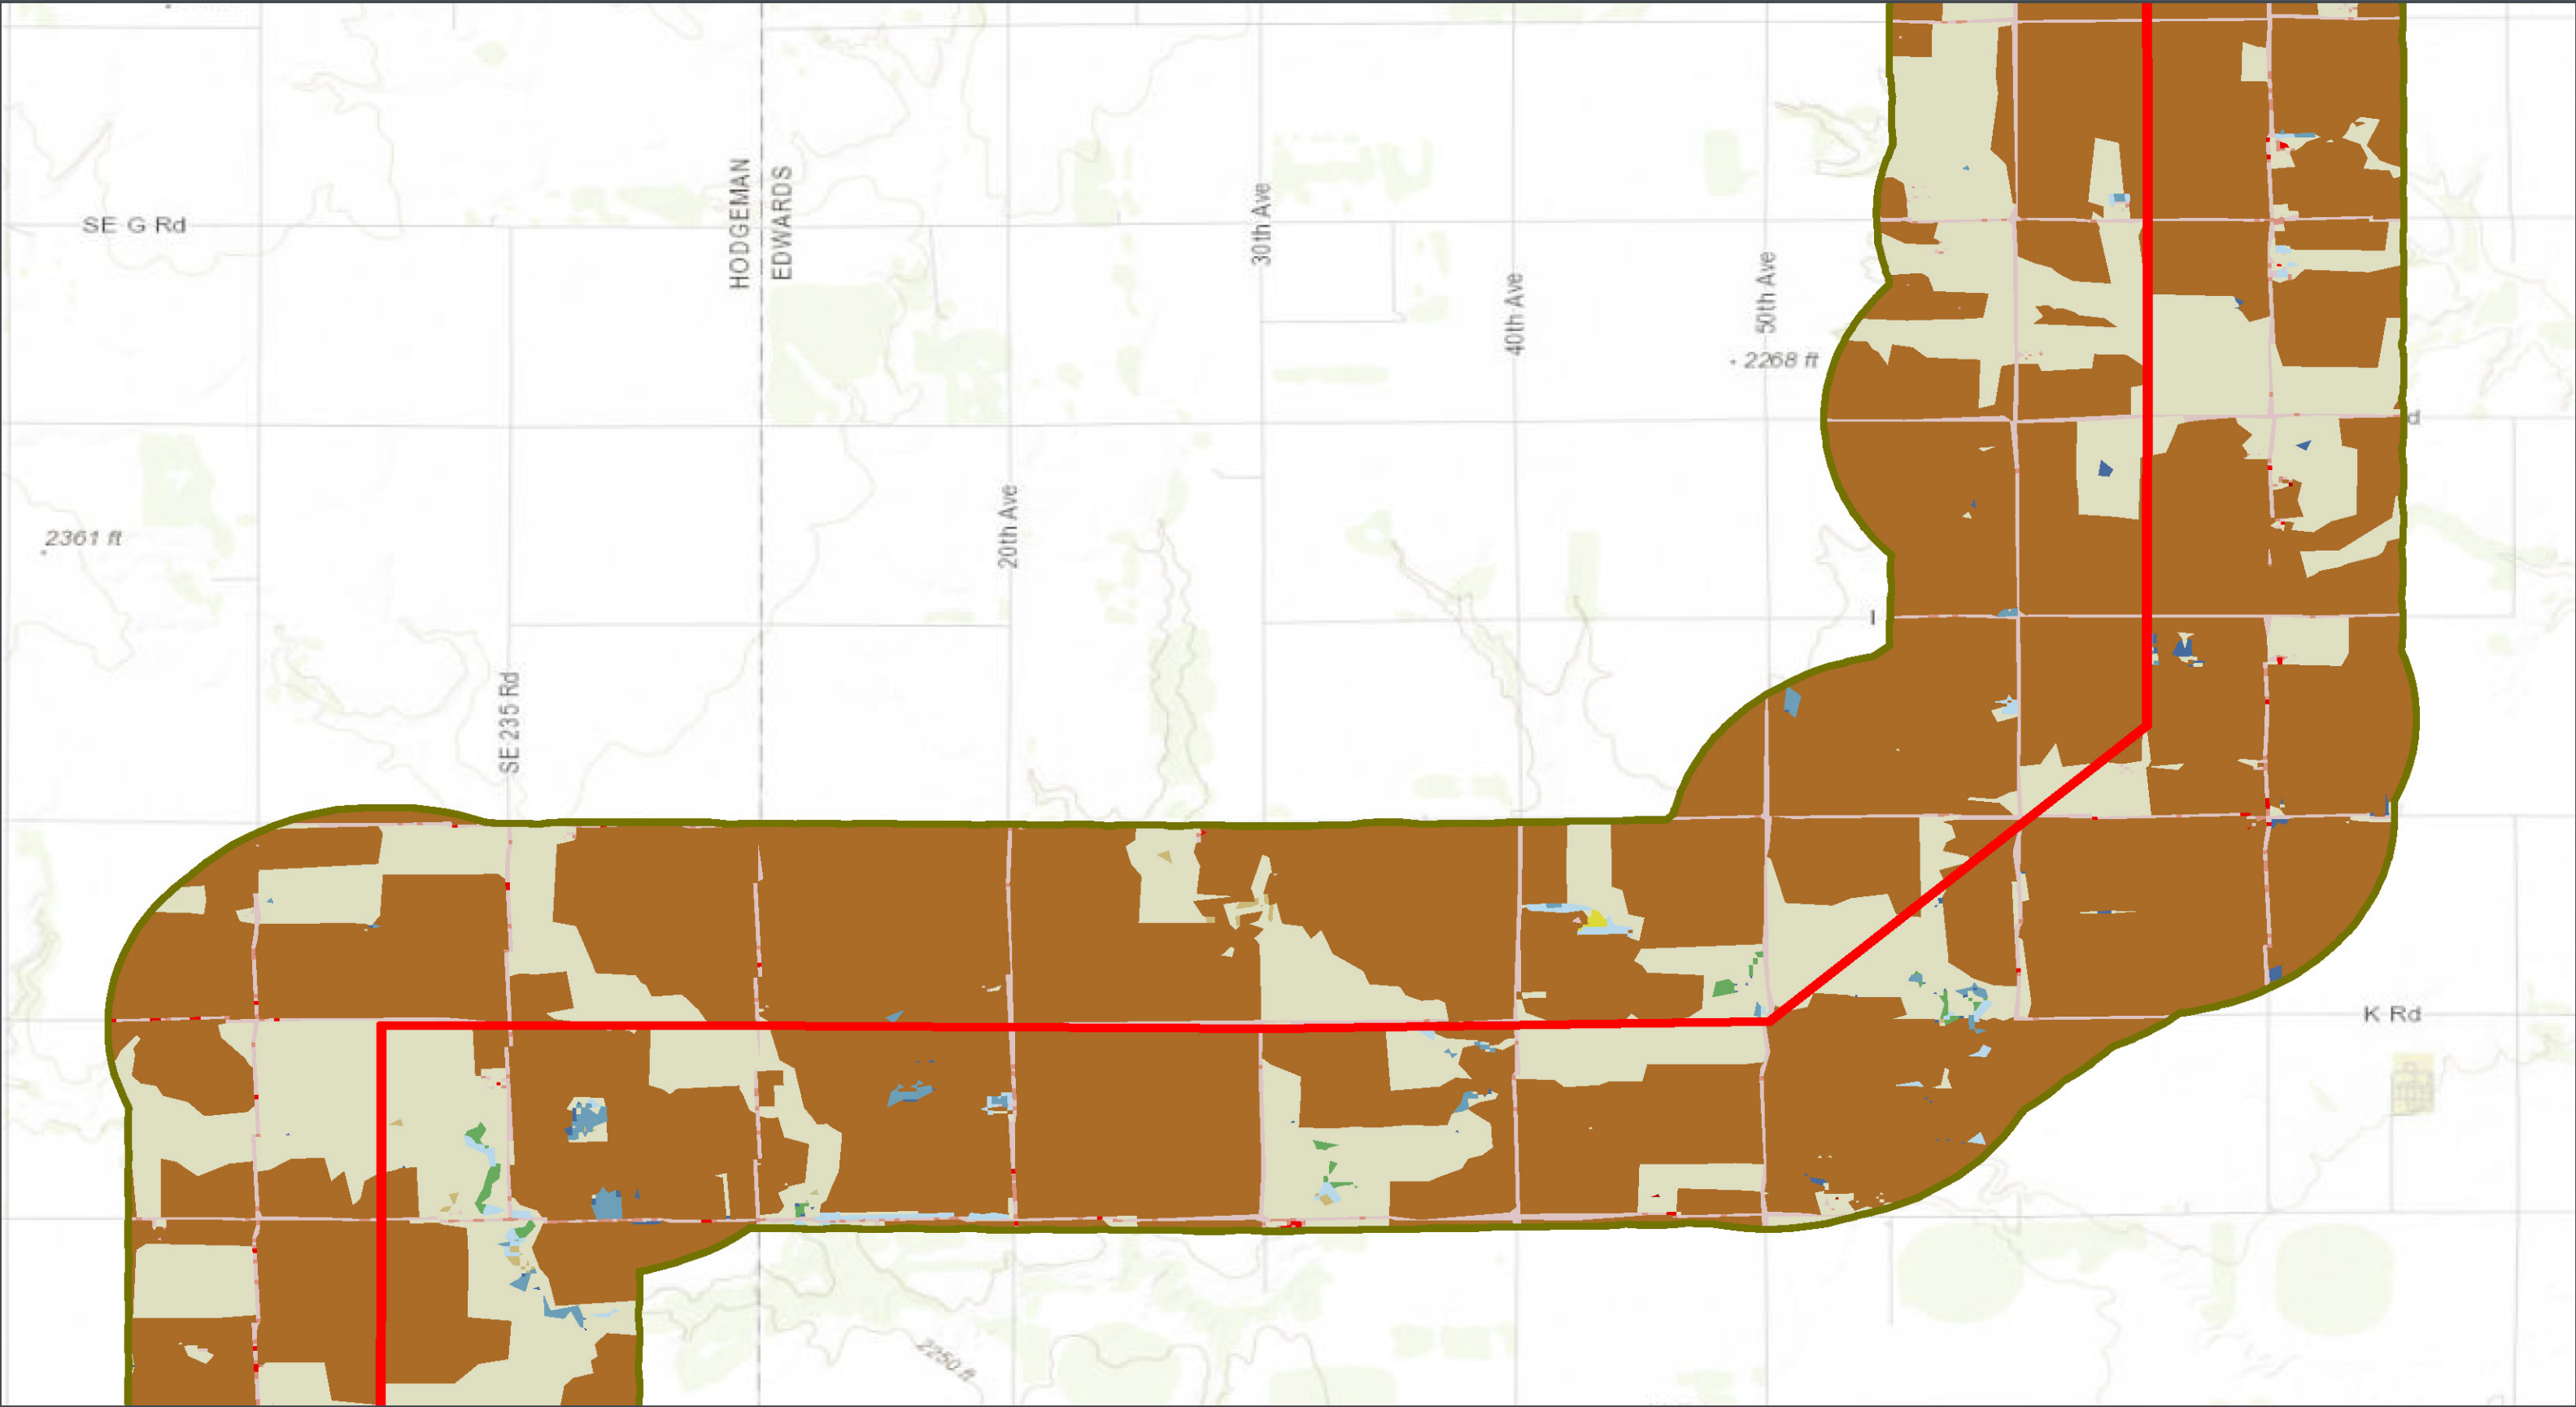 SE G Rd
HODGEMAN
EDWARDS
30th Ave
40th Ave
50th Ave
2268 ft
d
20th Ave
2361 ft
I
SE 235 Rd
K Rd
2250 ft